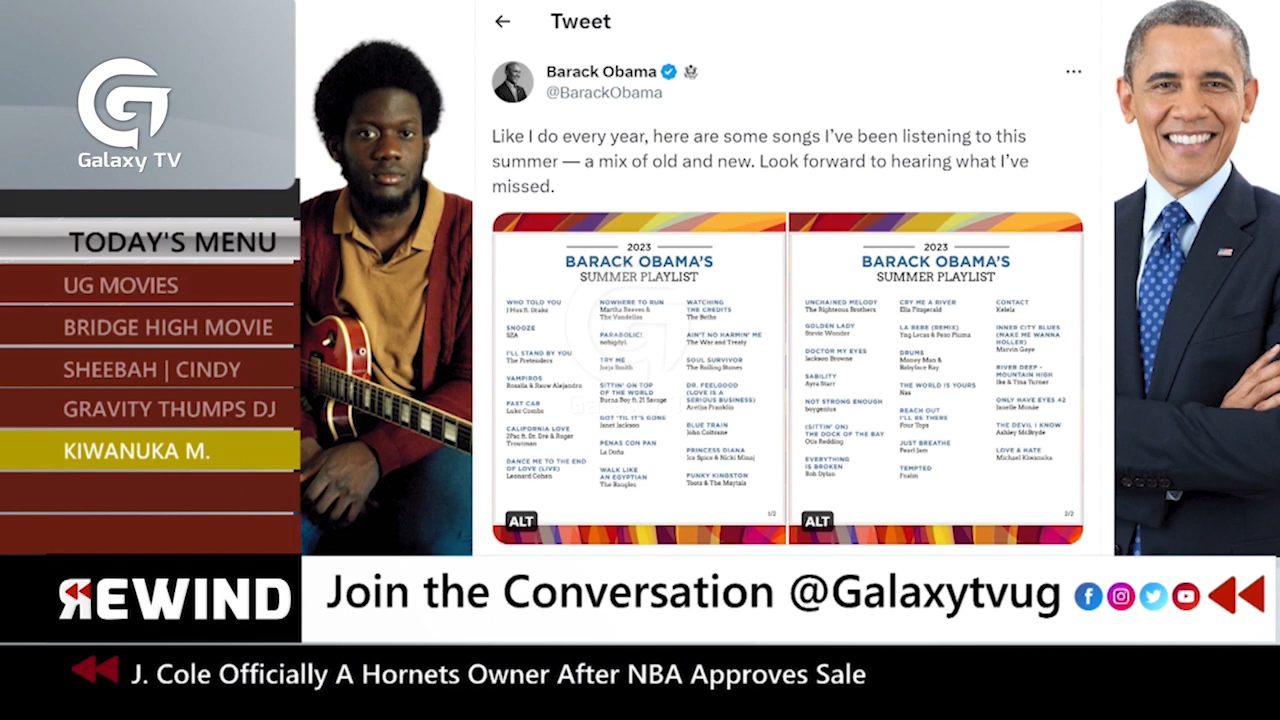 Galaxy TV
TODAY'S MENU
UG MOVIES
BRIDGE HIGH MOVIE
SHEEBAH | CINDY
GRAVITY THUMPS DJ
KIWANUKA M.
Tweet
Barack Obama
@BarackObama
Like I do every year, here are some songs I've been listening to this
summer — a mix of old and new. Look forward to hearing what I've
missed.
2023
BARACK OBAMA'S
SUMMER PLAYLIST
WHO TOLD YOU
J Hus ft. Drake
SNOOZE
SZA
I'LL STAND BY YOU
The Pretenders
VAMPIROS
Rosalía & Rauw Alejandro
FAST CAR
Luke Combs
CALIFORNIA LOVE
2Pac ft. Dr. Dre & Roger
Troutman
DANCE ME TO THE END
OF LOVE (LIVE)
Leonard Cohen
NOWHERE TO RUN
Martha Reeves &
The Vandellas
PARABOLIC!
TRY ME
Jorja Smith
SITTIN' ON TOP
OF THE WORLD
Burna Boy ft. 21 Savage
GOT 'TIL IT'S GONE
Janet Jackson
PENAS CON PAN
La Doña
WALK LIKE
AN EGYPTIAN
The Bangles
WATCHING
THE CREDITS
The Beths
AIN'T NO HARMIN' ME
The War and Treaty
SOUL SURVIVOR
The Rolling Stones
DR. FEELGOOD
(LOVE IS A
SERIOUS BUSINESS)
Aretha Franklin
BLUE TRAIN
John Coltrane
PRINCESS DIANA
Ice Spice & Nicki Minaj
FUNKY KINGSTON
Toots & The Maytals
ALT
1/2
2023
BARACK OBAMA'S
SUMMER PLAYLIST
UNCHAINED MELODY
The Righteous Brothers
GOLDEN LADY
Stevie Wonder
DOCTOR MY EYES
Jackson Browne
SABILITY
Ayra Starr
NOT STRONG ENOUGH
boygenius
(SITTIN' ON)
THE DOCK OF THE BAY
Otis Redding
EVERYTHING
IS BROKEN
Bob Dylan
CRY ME A RIVER
Ella Fitzgerald
LA BEBE (REMIX)
Yng Lvcas & Peso Pluma
DRUMS
Money Man &
Babyface Ray
THE WORLD IS YOURS
Nas
REACH OUT
I'LL BE THERE
Four Tops
JUST BREATHE
Pearl Jam
TEMPTED
CONTACT
Kelela
INNER CITY BLUES
(MAKE ME WANNA
HOLLER)
Marvin Gaye
RIVER DEEP -
MOUNTAIN HIGH
Ike & Tina Turner
ONLY HAVE EYES 42
Janelle Monáe
THE DEVIL I KNOW
Ashley McBryde
LOVE & HATE
Michael Kiwanuka
ALT
2/2
REWIND
Join the Conversation @Galaxytvug
J. Cole Officially A Hornets Owner After NBA Approves Sale